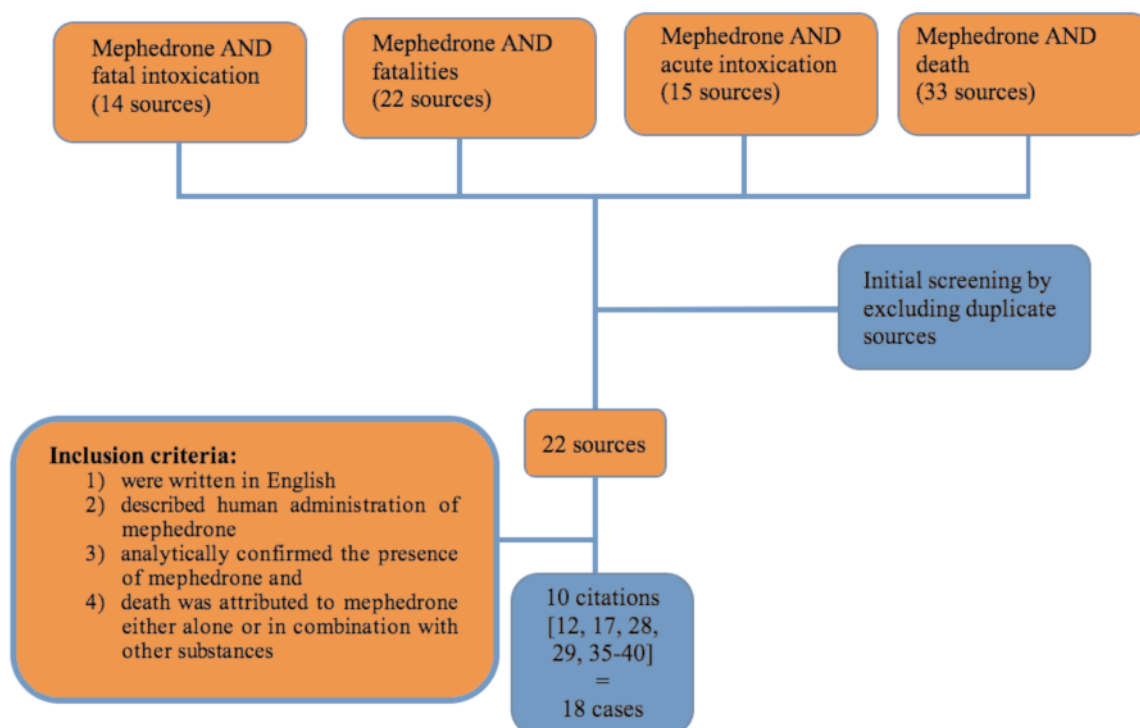 Mephedrone AND
fatal intoxication
(14 sources)
Mephedrone AND
fatalities
(22 sources)
Mephedrone AND
acute intoxication
(15 sources)
Mephedrone AND
death
(33 sources)
Initial screening by
excluding duplicate
sources
22 sources
Inclusion criteria:
1) were written in English
2) described human administration of
mephedrone
3) analytically confirmed the presence
of mephedrone and
4) death was attributed to mephedrone
either alone or in combination with
other substances
10 citations
[12, 17, 28,
29, 35-40]
=
18 cases